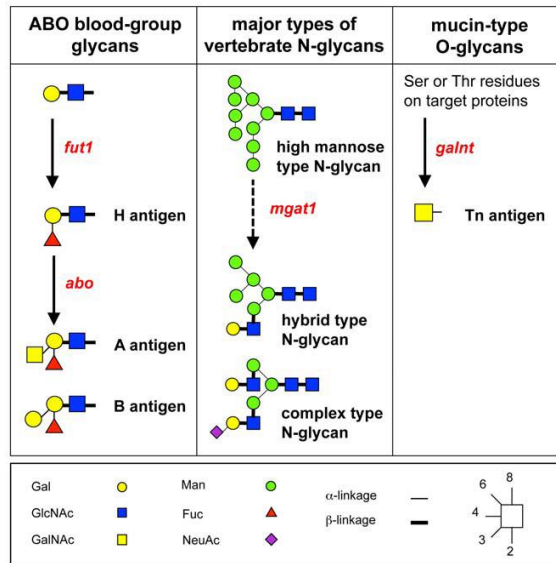 ABO blood-group
glycans
fut1
H antigen
abo
A antigen
B antigen
major types of
vertebrate N-glycans
high mannose
type N-glycan
mgat1
hybrid type
N-glycan
complex type
N-glycan
mucin-type
O-glycans
Ser or Thr residues
on target proteins
galnt
Tn antigen
Gal
GlcNAc
GalNAc
Man
Fuc
NeuAc
α-linkage
β-linkage
8
6
4
3
2